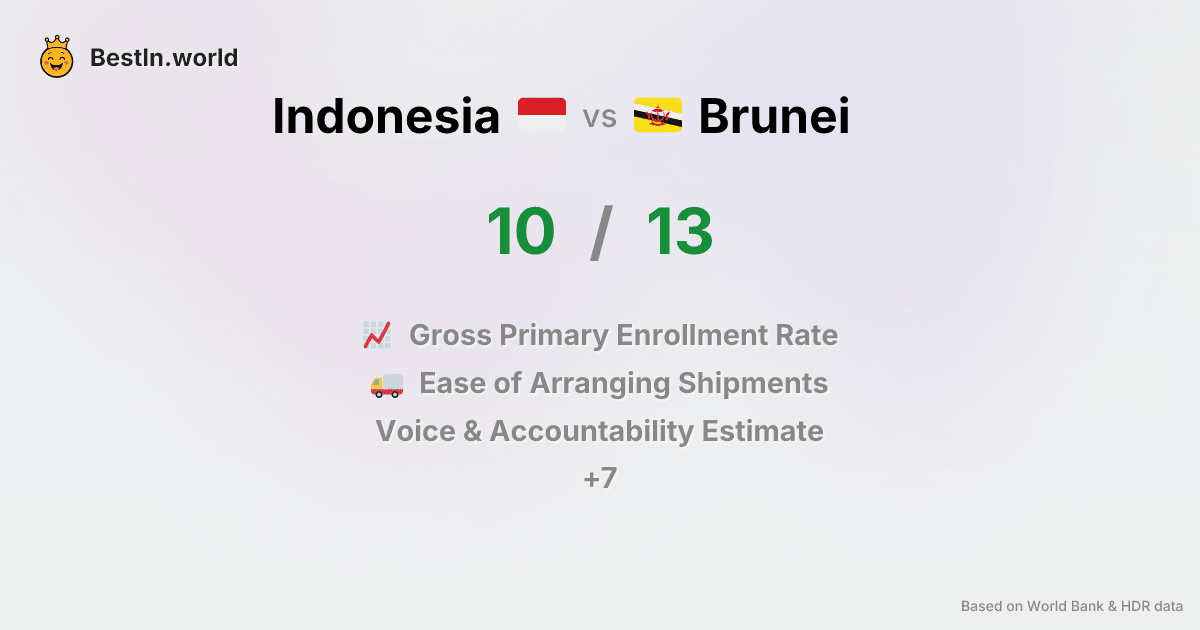 BestIn.world
Indonesia vs Brunei
10 / 13
Gross Primary Enrollment Rate
Ease of Arranging Shipments
Voice & Accountability Estimate
+7
Based on World Bank & HDR data